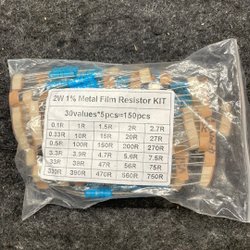 2W 1% Metal Film Resistor KIT
30values*5pcs=150pcs
0.1R 1R 1.5R 2R 2.7R
0.33R 10R 15R 20R 27R
0.5R 100R 150R 200R 270R
3.3R 3.9R 4.7R 5.6R 7.5R
33R 39R 47R 56R 75R
330R 390R 470R 560R 750R